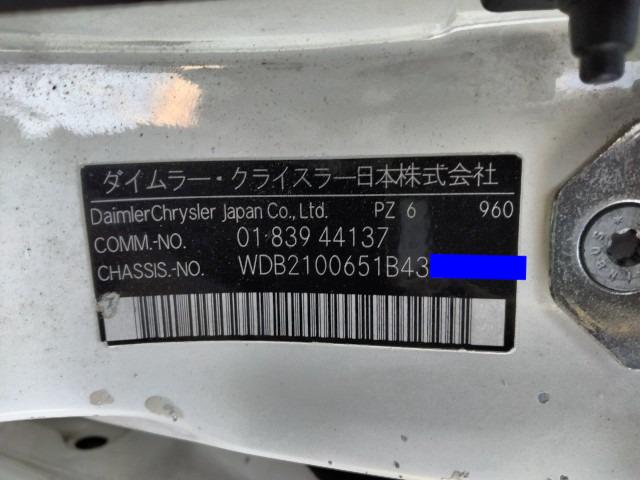 ダイムラー・クライスラー日本株式会社
DaimlerChrysler Japan Co., Ltd. PZ 6 960
COMM.-NO. 01 839 44137
CHASSIS.-NO. WDB2100651B43